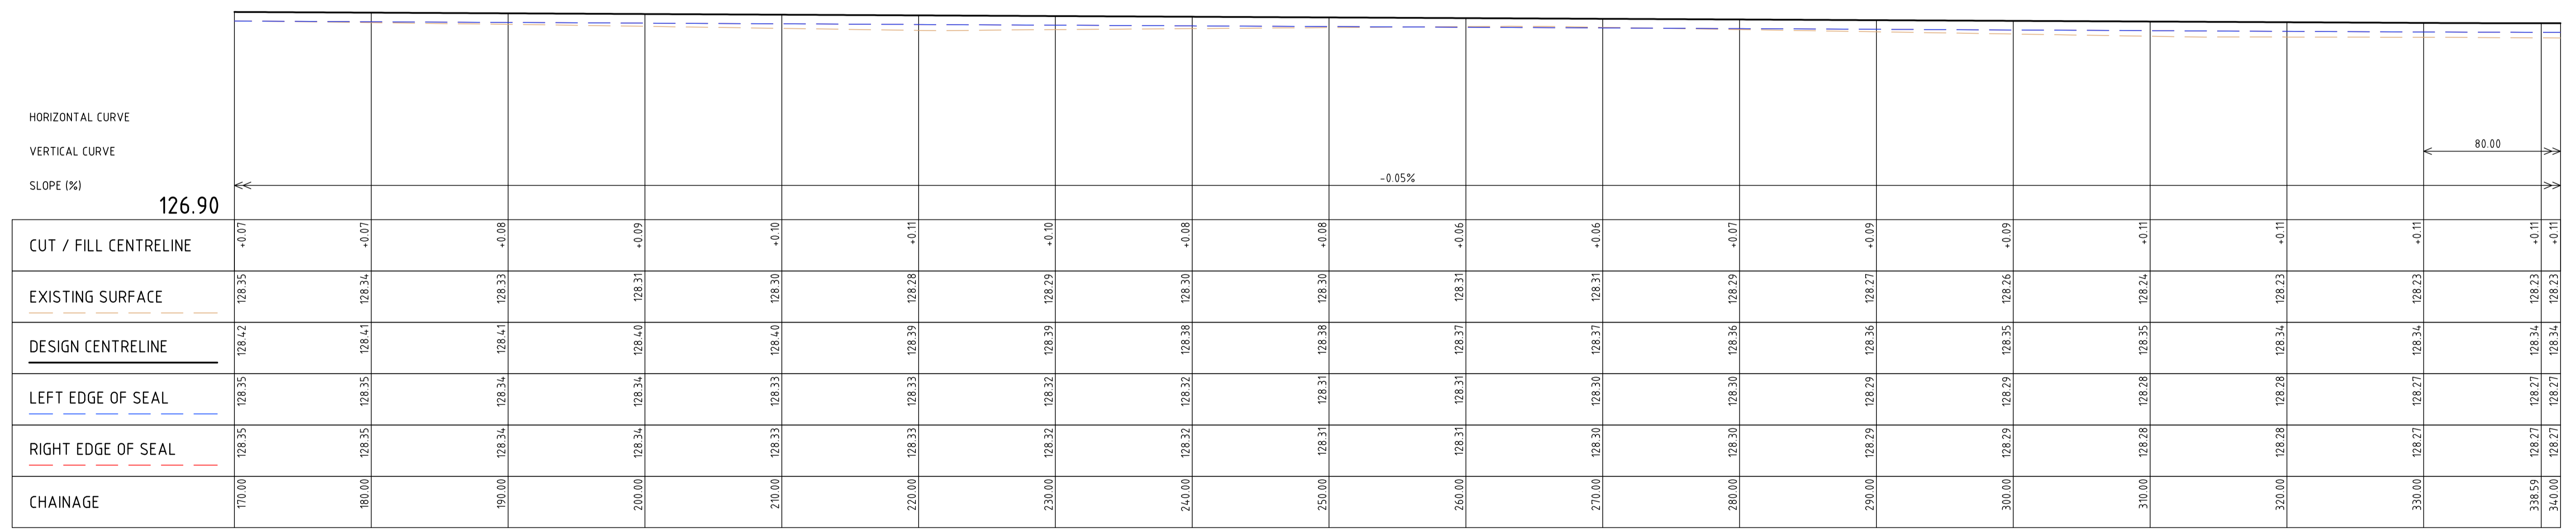 HORIZONTAL CURVE
VERTICAL CURVE
80.00
SLOPE (%)
-0.05%
126.90
CUT / FILL CENTRELINE +0.07 +0.07 +0.08 +0.09 +0.10 +0.11 +0.10 +0.08 +0.08 +0.06 +0.06 +0.07 +0.09 +0.09 +0.11 +0.11 +0.11 +0.11 +0.11
EXISTING SURFACE 128.35 128.34 128.33 128.31 128.30 128.28 128.29 128.30 128.30 128.31 128.31 128.29 128.27 128.26 128.24 128.23 128.23 128.23 128.23
DESIGN CENTRELINE 128.42 128.41 128.41 128.40 128.40 128.39 128.39 128.38 128.38 128.37 128.37 128.36 128.36 128.35 128.35 128.34 128.34 128.34 128.34
LEFT EDGE OF SEAL 128.35 128.35 128.34 128.34 128.33 128.33 128.32 128.32 128.31 128.31 128.30 128.30 128.29 128.29 128.28 128.28 128.27 128.27 128.27
RIGHT EDGE OF SEAL 128.35 128.35 128.34 128.34 128.33 128.33 128.32 128.32 128.31 128.31 128.30 128.30 128.29 128.29 128.28 128.28 128.27 128.27 128.27
CHAINAGE 170.00 180.00 190.00 200.00 210.00 220.00 230.00 240.00 250.00 260.00 270.00 280.00 290.00 300.00 310.00 320.00 330.00 338.59 340.00